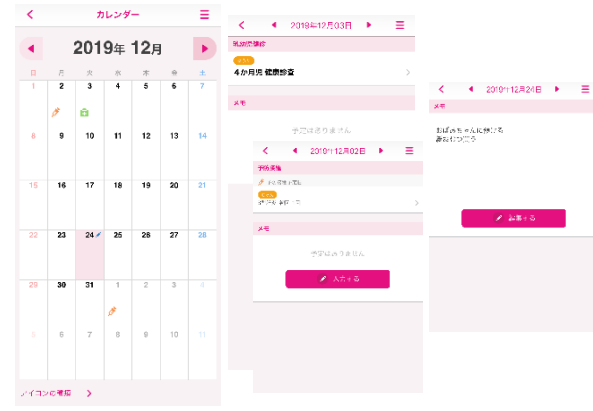 カレンダー
2019年 12月
日 月 火 水 木 金 土
1 2 3 4 5 6 7
8 9 10 11 12 13 14
15 16 17 18 19 20 21
22 23 24 25 26 27 28
29 30 31 1 2 3 4
5 6 7 8 9 10 11
アイコンの種類
2019年12月03日
乳幼児健診
4か月児 健康診査
メモ
予定はありません
2019年12月02日
予防接種
メモ
予定はありません
入力する
2019年12月24日
メモ
編集する